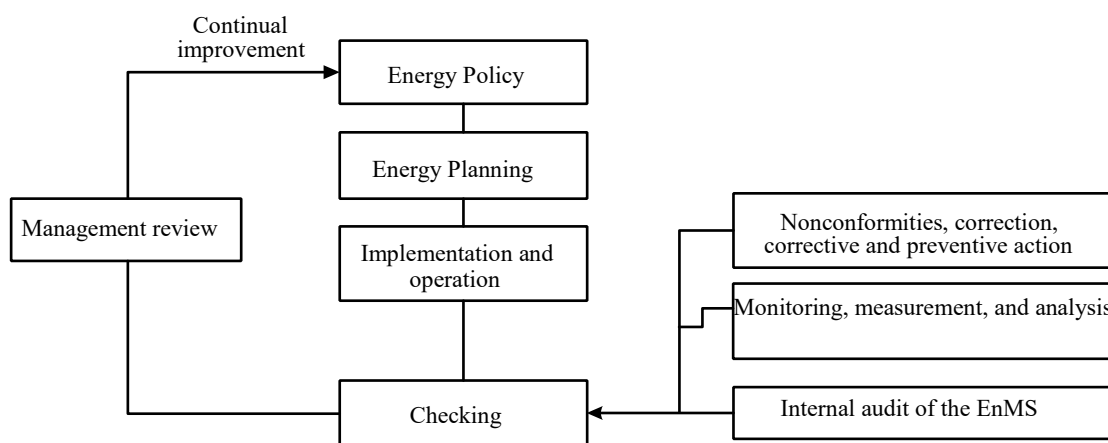 Continual
improvement
Energy Policy
Energy Planning
Management review
Implementation and
operation
Nonconformities, correction,
corrective and preventive action
Monitoring, measurement, and analysis
Checking
Internal audit of the EnMS